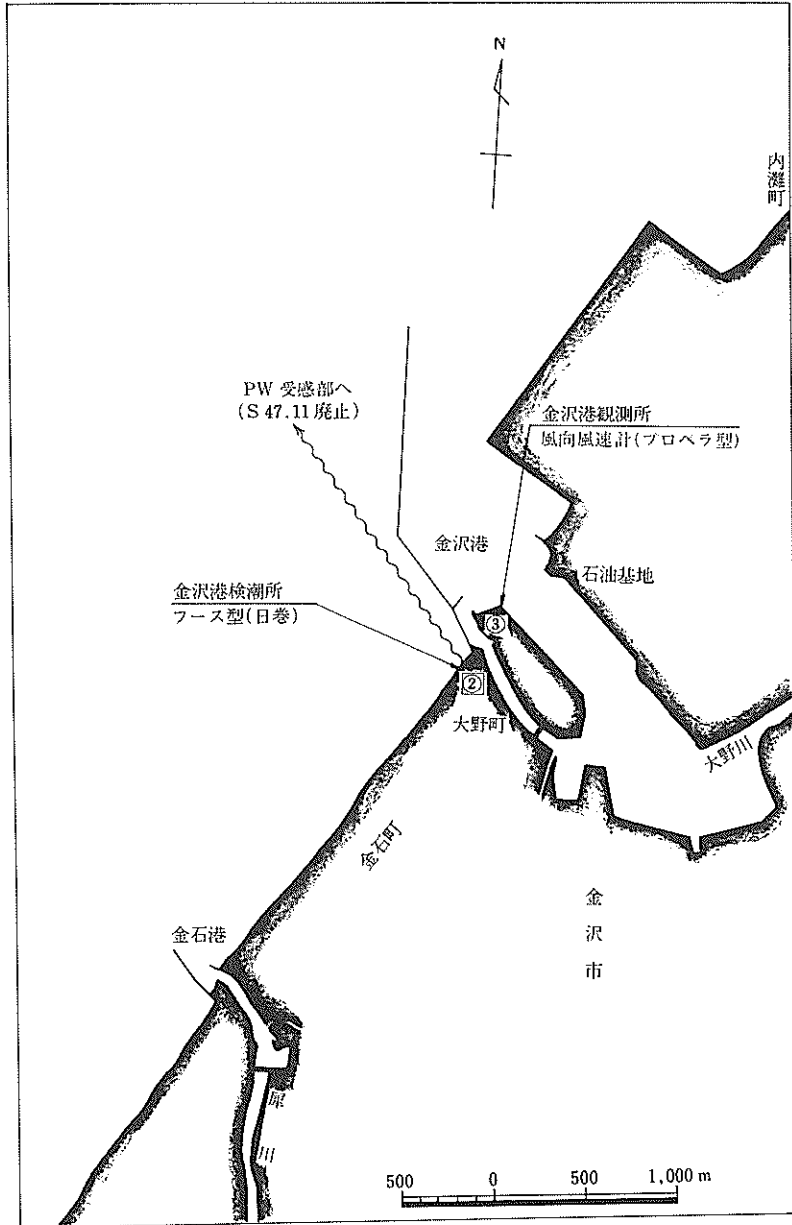 N
内灘町
PW 受感部へ
(S 47.11 廃止)
金沢港観測所
風向風速計(プロペラ型)
金沢港
石油基地
金沢港検潮所
フース型(日巻)
③
②
大野町
大野川
金石町
金沢市
金石港
犀川
500 0 500 1,000 m